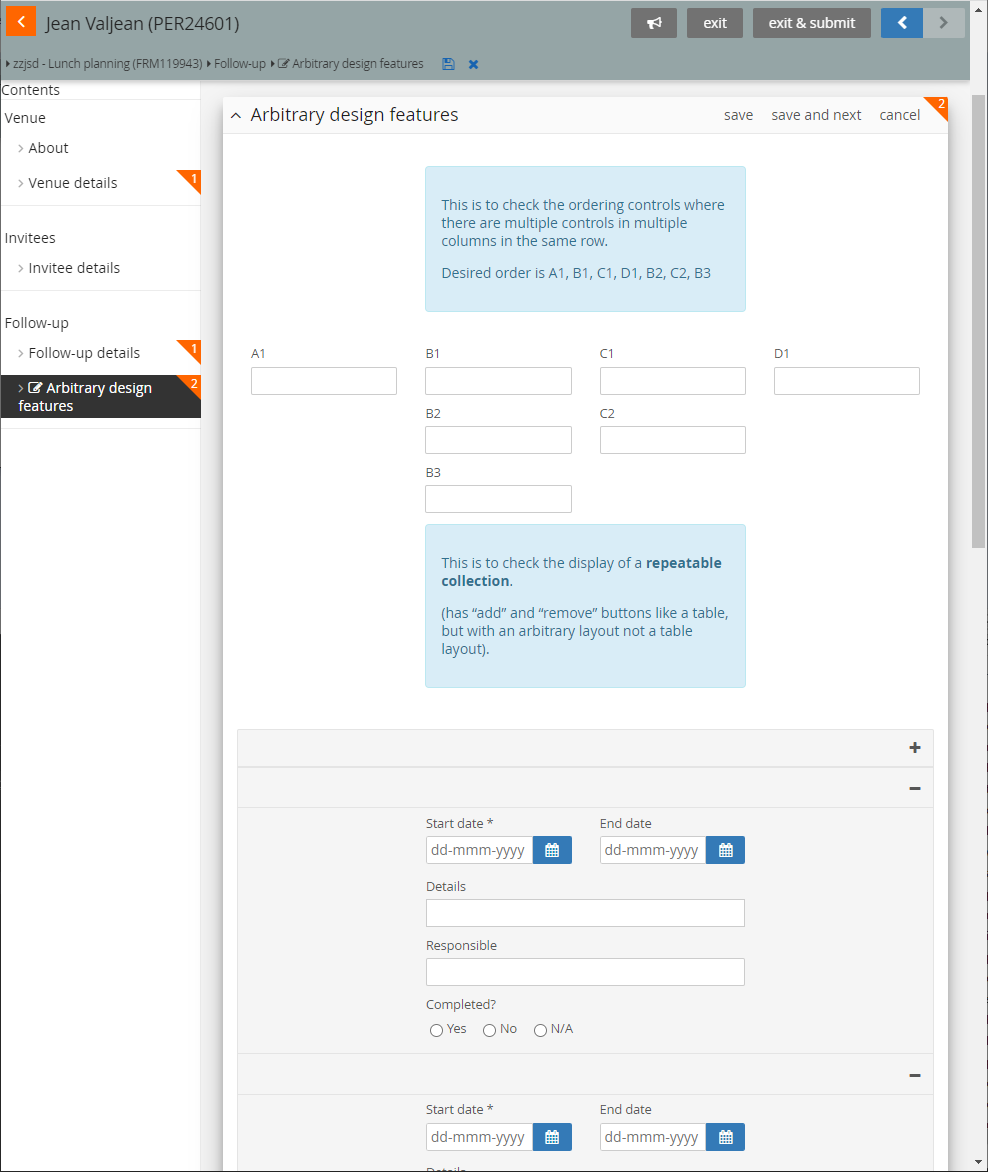 Jean Valjean (PER24601)
exit
exit & submit
zzjsd - Lunch planning (FRM119943) Follow-up Arbitrary design features
Contents
Venue
About
Venue details
1
Invitees
Invitee details
Follow-up
Follow-up details
1
Arbitrary design
features
2
Arbitrary design features
save
save and next
cancel
2
This is to check the ordering controls where
there are multiple controls in multiple
columns in the same row.
Desired order is A1, B1, C1, D1, B2, C2, B3
A1
B1
C1
D1
B2
C2
B3
This is to check the display of a repeatable
collection.
(has “add” and “remove” buttons like a table,
but with an arbitrary layout not a table
layout).
Start date *
End date
dd-mmm-yyyy
dd-mmm-yyyy
Details
Responsible
Completed?
Yes
No
N/A
Start date *
End date
dd-mmm-yyyy
dd-mmm-yyyy
Details